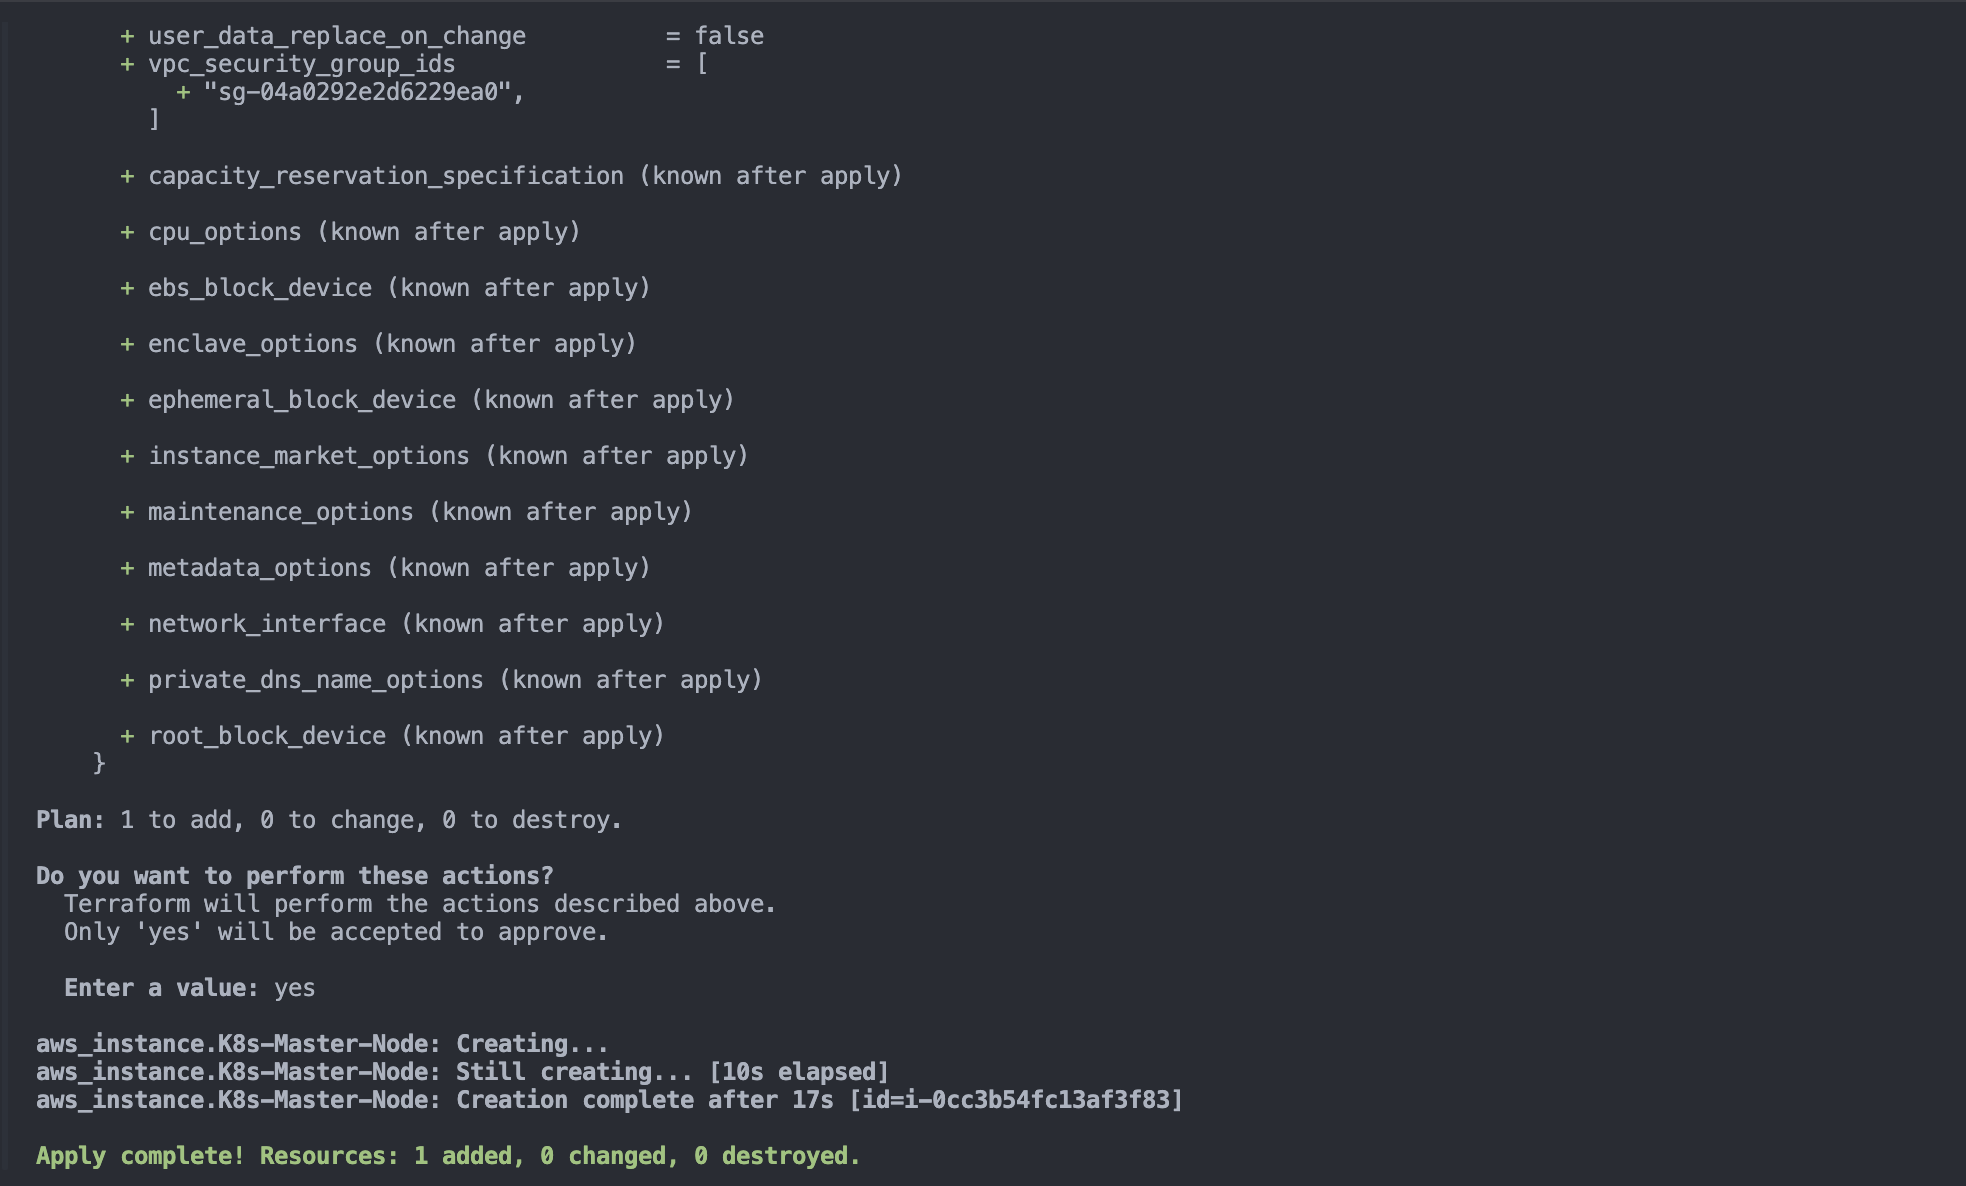 + user_data_replace_on_change          = false
+ vpc_security_group_ids               = [
+ "sg-04a0292e2d6229ea0",
]
+ capacity_reservation_specification (known after apply)
+ cpu_options (known after apply)
+ ebs_block_device (known after apply)
+ enclave_options (known after apply)
+ ephemeral_block_device (known after apply)
+ instance_market_options (known after apply)
+ maintenance_options (known after apply)
+ metadata_options (known after apply)
+ network_interface (known after apply)
+ private_dns_name_options (known after apply)
+ root_block_device (known after apply)
}
Plan: 1 to add, 0 to change, 0 to destroy.
Do you want to perform these actions?
Terraform will perform the actions described above.
Only 'yes' will be accepted to approve.
Enter a value: yes
aws_instance.K8s-Master-Node: Creating...
aws_instance.K8s-Master-Node: Still creating... [10s elapsed]
aws_instance.K8s-Master-Node: Creation complete after 17s [id=i-0cc3b54fc13af3f83]
Apply complete! Resources: 1 added, 0 changed, 0 destroyed.